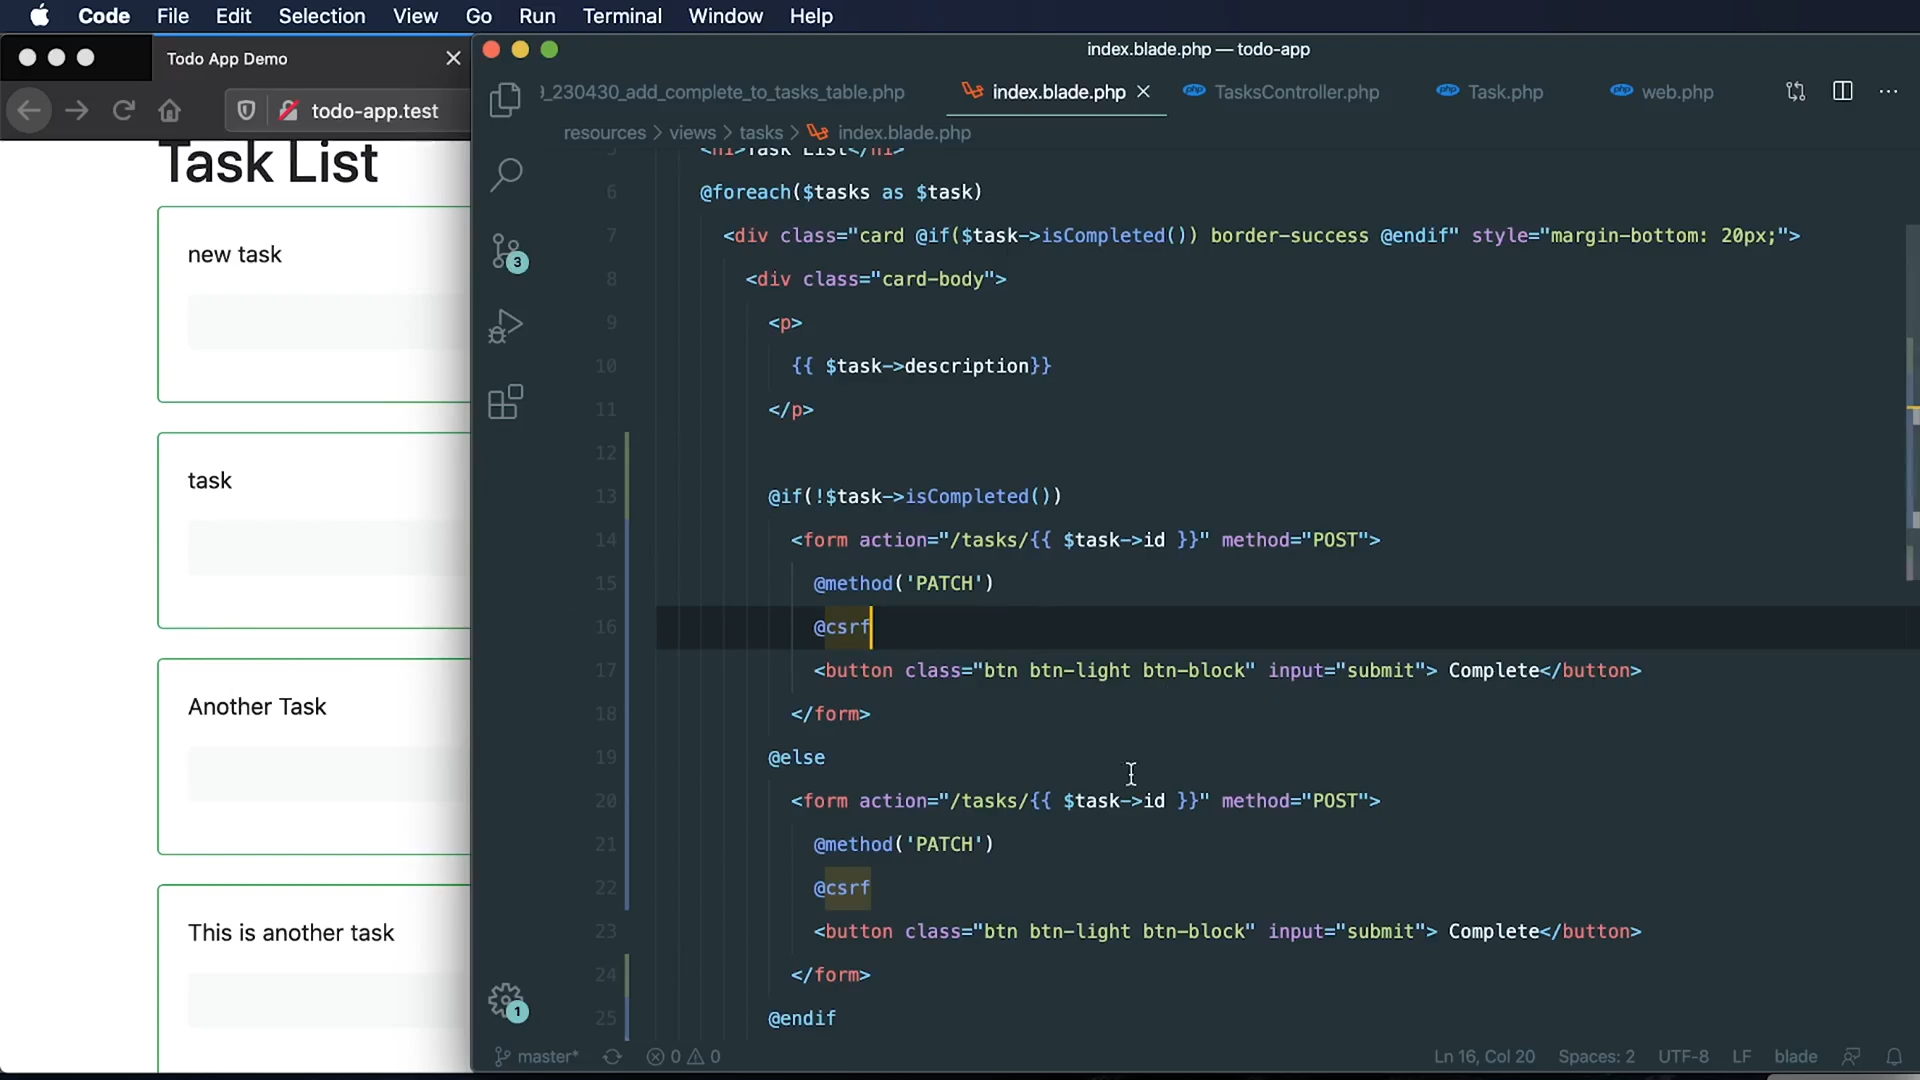 Code File Edit Selection View Go Run Terminal Window Help
Todo App Demo
index.blade.php — todo-app
_230430_add_complete_to_tasks_table.php index.blade.php TasksController.php Task.php web.php
todo-app.test
resources > views > tasks > index.blade.php
Task List
new task
task
Another Task
This is another task
3
1
<h1>Task List</h1>
6 @foreach($tasks as $task)
7 <div class="card @if($task->isCompleted()) border-success @endif" style="margin-bottom: 20px;">
8 <div class="card-body">
9 <p>
10 {{ $task->description}}
11 </p>
12
13 @if(!$task->isCompleted())
14 <form action="/tasks/{{ $task->id }}" method="POST">
15 @method('PATCH')
16 @csrf
17 <button class="btn btn-light btn-block" input="submit"> Complete</button>
18 </form>
19 @else
20 <form action="/tasks/{{ $task->id }}" method="POST">
21 @method('PATCH')
22 @csrf
23 <button class="btn btn-light btn-block" input="submit"> Complete</button>
24 </form>
25 @endif
master* 0 0 Ln 16, Col 20 Spaces: 2 UTF-8 LF blade